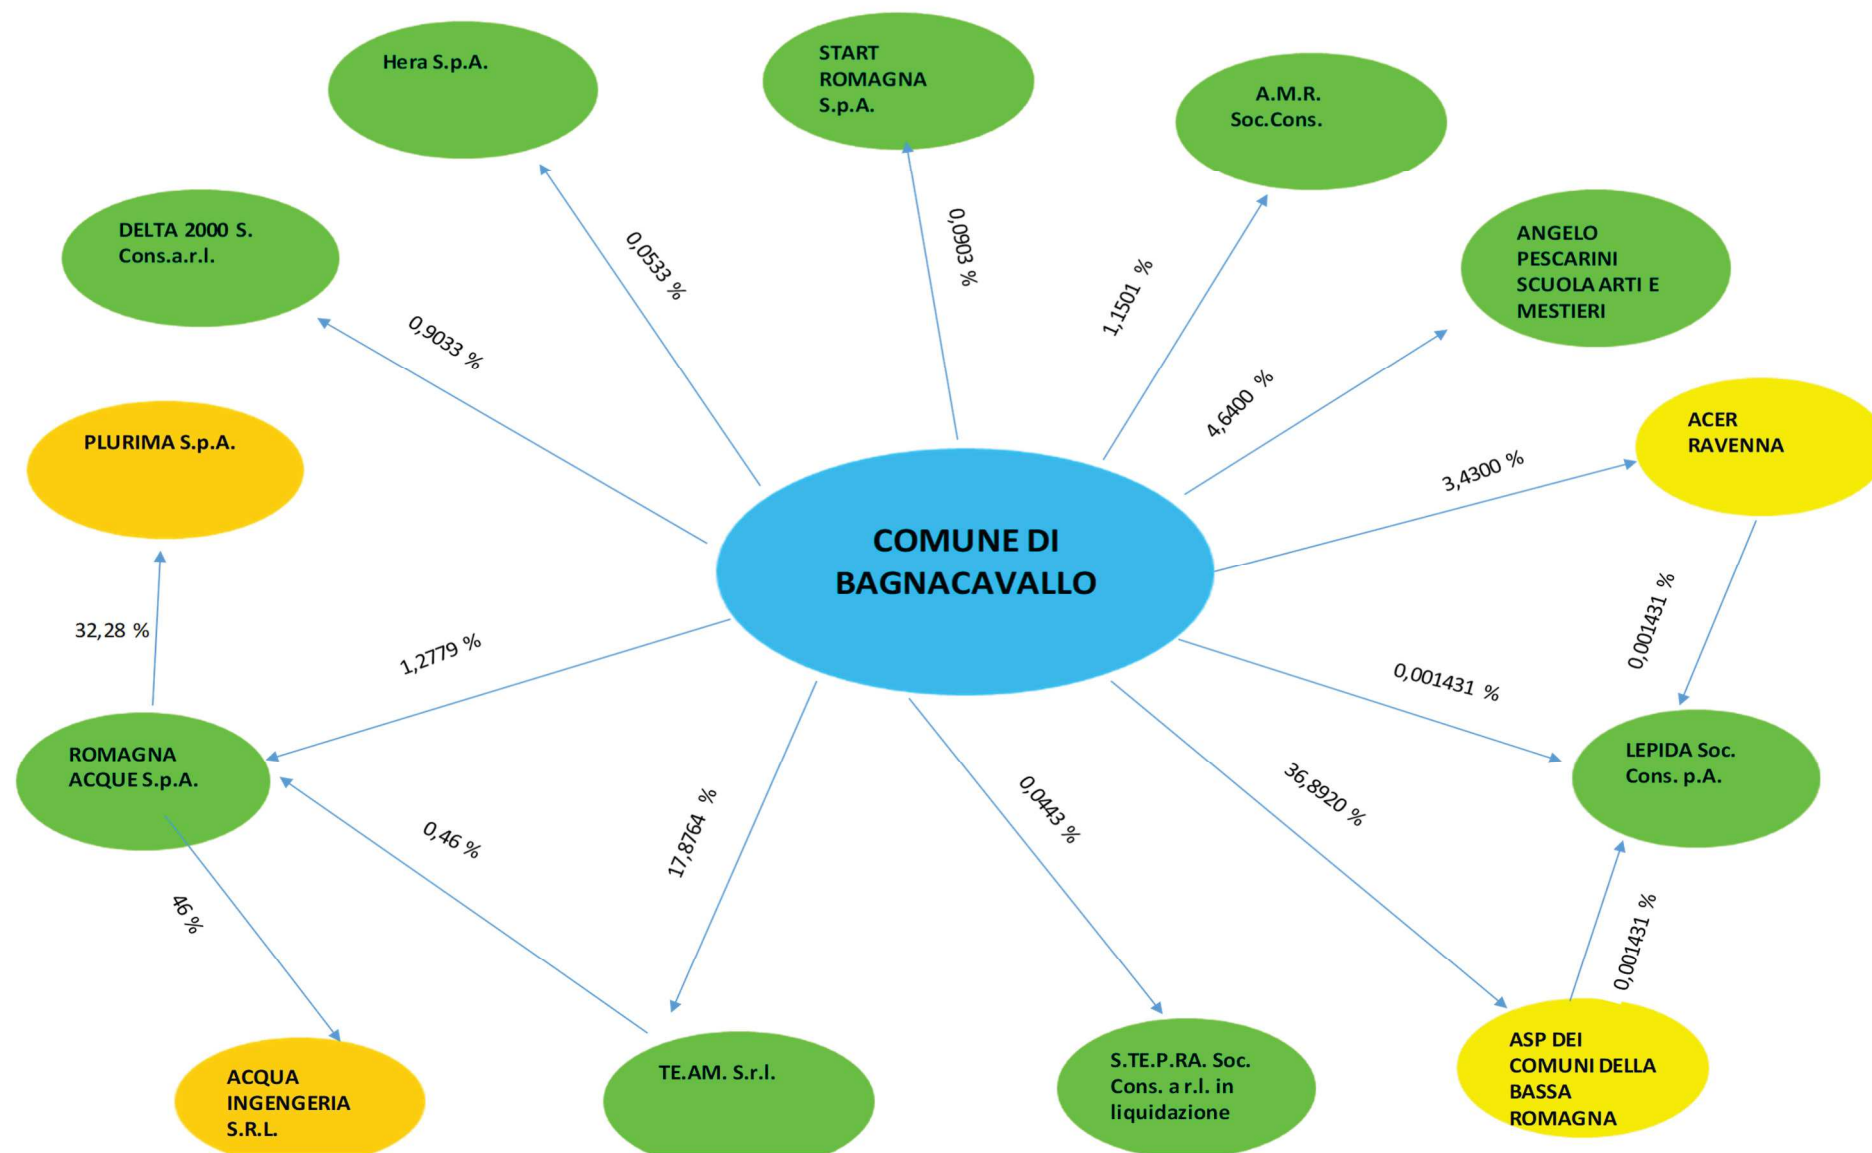 Hera S.p.A.
START
ROMAGNA
S.p.A.
A.M.R.
Soc.Cons.
DELTA 2000 S.
Cons.a.r.l.
ANGELO
PESCARINI
SCUOLA ARTI E
MESTIERI
0,0533 %
0,0903 %
1,1501 %
0,9033 %
4,6400 %
PLURIMA S.p.A.
ACER
RAVENNA
3,4300 %
COMUNE DI
BAGNACAVALLO
32,28 %
1,2779 %
0,001431 %
0,001431 %
ROMAGNA
ACQUE S.p.A.
LEPIDA Soc.
Cons. p.A.
0,46 %
17,8764 %
0,0443 %
36,8920 %
46 %
0,001431 %
ACQUA
INGENGERIA
S.R.L.
TE.AM. S.r.l.
S.TE.P.RA. Soc.
Cons. a r.l. in
liquidazione
ASP DEI
COMUNI DELLA
BASSA
ROMAGNA